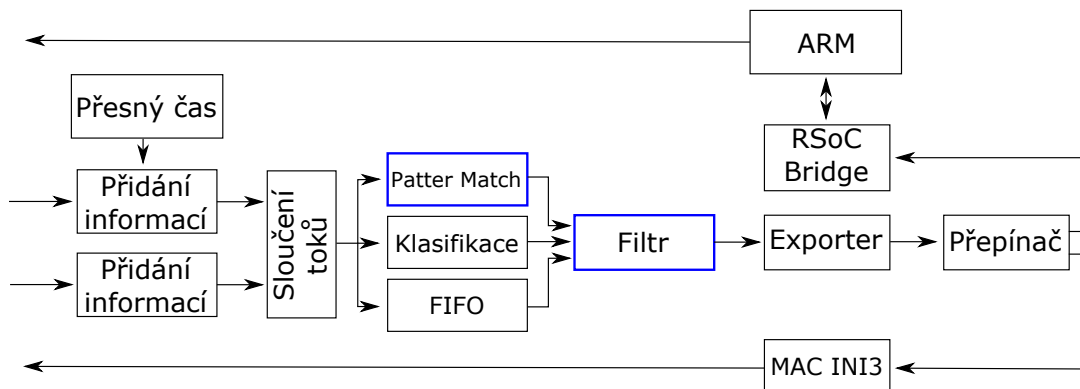 ARM
Přesný čas
RSoC
Bridge
Přidání
informací
Sloučení
toků
Patter Match
Klasifikace
Filtr
Exporter
Přepínač
Přidání
informací
FIFO
MAC INI3